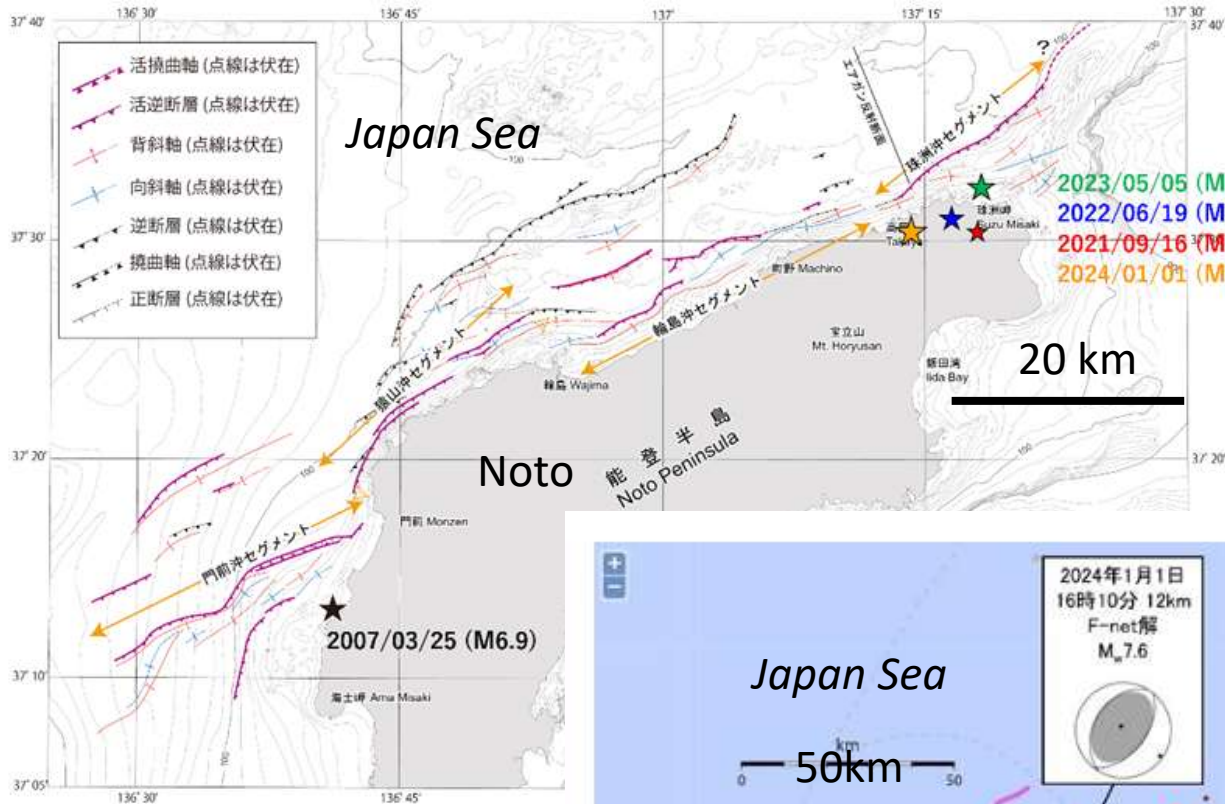 136˚ 30'
136˚ 45'
137˚
137˚ 15'
137˚ 30'
37˚ 40'
37˚ 40'
活撓曲軸 (点線は伏在)
活逆断層 (点線は伏在)
背斜軸 (点線は伏在)
向斜軸 (点線は伏在)
逆断層 (点線は伏在)
撓曲軸 (点線は伏在)
正断層 (点線は伏在)
Japan Sea
100
100
?
エアガン反射断面
珠洲沖セグメント
2023/05/05 (M
2022/06/19 (M
2021/09/16 (M
2024/01/01 (M
珠洲岬
Suzu Misaki
37˚ 30'
町野 Machino
輪島沖セグメント
宝立山
Mt. Horyusan
飯田湾
Iida Bay
20 km
輪島 Wajima
猿山沖セグメント
37˚ 20'
37˚ 20'
100
100
Noto
能登半島
Noto Peninsula
門前 Monzen
門前沖セグメント
2007/03/25 (M6.9)
37˚ 10'
海士岬 Ama Misaki
100
37˚ 05'
136˚ 30'
136˚ 45'
+
−
2024年1月1日
16時10分 12km
F-net解
Mw7.6
Japan Sea
km
0
50km
50